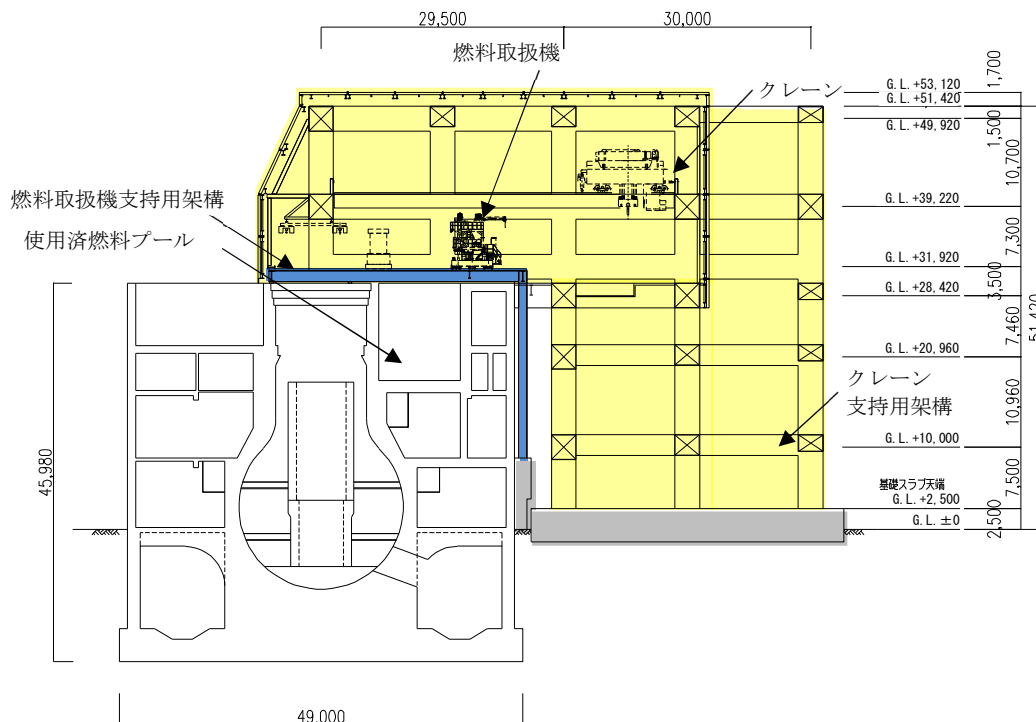 29,500
30,000
燃料取扱機
クレーン
G.L.+53,120
G.L.+51,420
G.L.+49,920
1,700
1,500
10,700
燃料取扱機支持用架構
G.L.+39,220
使用済燃料プール
7,300
G.L.+31,920
3,500
G.L.+28,420
7,460
51,420
G.L.+20,960
クレーン
支持用架構
10,960
G.L.+10,000
45,980
7,500
基礎スラブ天端
G.L.+2,500
G.L.±0
2,500
49,000